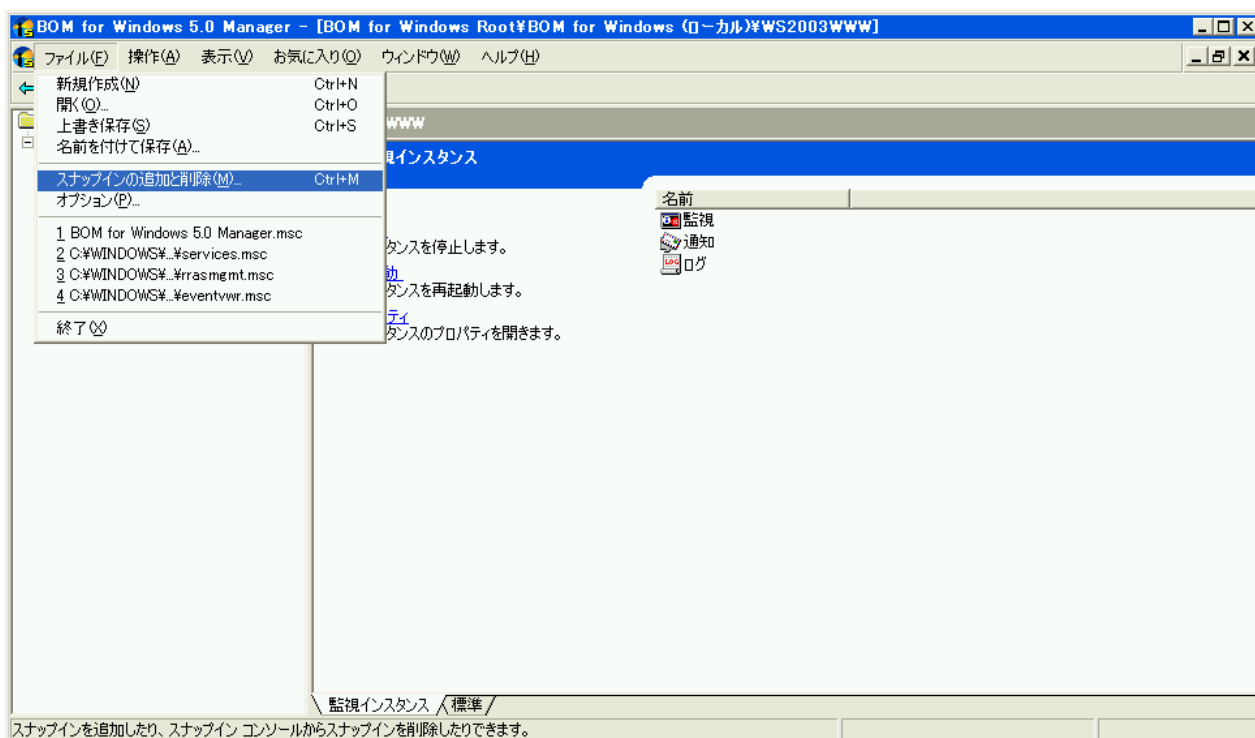 BOM for Windows 5.0 Manager - [BOM for Windows Root¥BOM for Windows (ローカル)¥WS2003WWW]
ファイル(F) 操作(A) 表示(V) お気に入り(O) ウィンドウ(W) ヘルプ(H)
新規作成(N) Ctrl+N
開く(O)... Ctrl+O
上書き保存(S) Ctrl+S
名前を付けて保存(A)...
スナップインの追加と削除(M)... Ctrl+M
オプション(P)...
1 BOM for Windows 5.0 Manager.msc
2 C:¥WINDOWS¥...¥services.msc
3 C:¥WINDOWS¥...¥rrasmgmt.msc
4 C:¥WINDOWS¥...¥eventvwr.msc
終了(X)
WWW
インスタンス
タンスを停止します。
動
タンスを再起動します。
ティ
タンスのプロパティを開きます。
名前
監視
通知
ログ
監視インスタンス 標準
スナップインを追加したり、スナップイン コンソールからスナップインを削除したりできます。